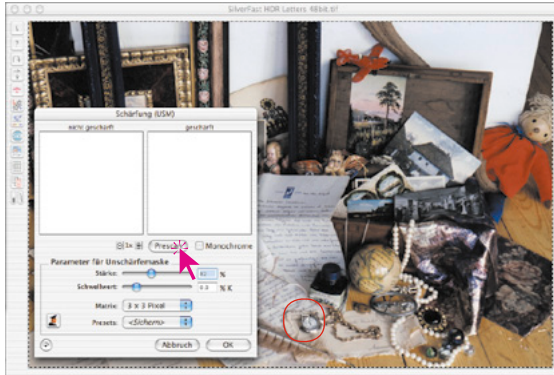 SilverFast HDR Letters 48bit.tif
Schärfung (USM)
nicht geschärft geschärft
1x Monochrome
Parameter für Unschärfemaske
Stärke: %
Schwellwert: % K
Matrix: 3 x 3 Pixel
Presets: <Sichern>
Abbruch OK